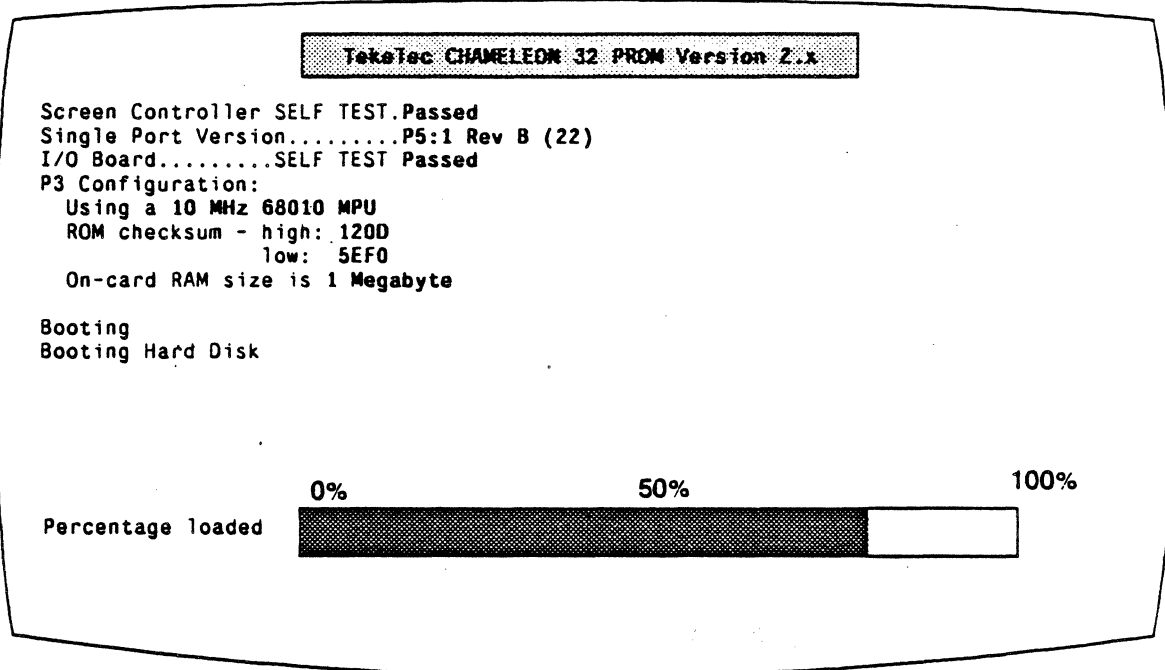 TekeTec CHAMELEON 32 PROM Version 2.x
Screen Controller SELF TEST.Passed
Single Port Version.........P5:1 Rev B (22)
I/O Board.........SELF TEST Passed
P3 Configuration:
Using a 10 MHz 68010 MPU
ROM checksum - high: 120D
low: 5EF0
On-card RAM size is 1 Megabyte
Booting
Booting Hard Disk
0% 50% 100%
Percentage loaded